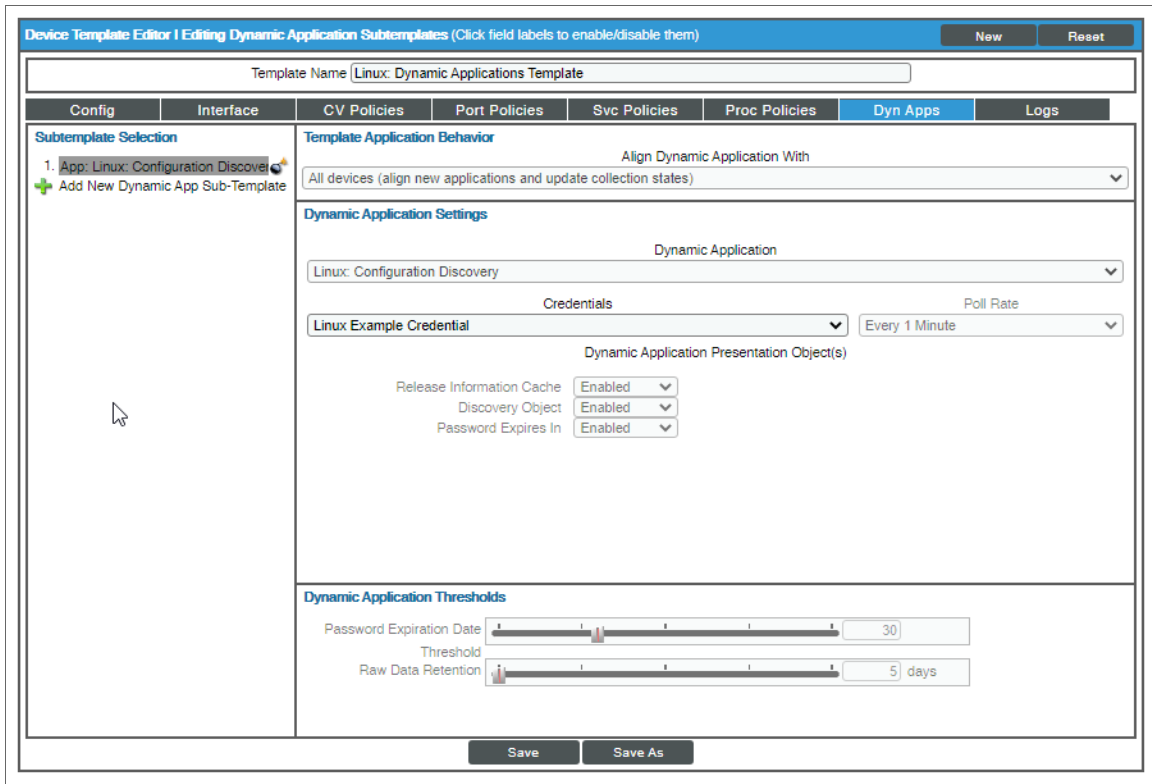 Device Template Editor | Editing Dynamic Application Subtemplates (Click field labels to enable/disable them)
New
Reset
Template Name Linux: Dynamic Applications Template
Config
Interface
CV Policies
Port Policies
Svc Policies
Proc Policies
Dyn Apps
Logs
Subtemplate Selection
1. App: Linux: Configuration Discover
Add New Dynamic App Sub-Template
Template Application Behavior
Align Dynamic Application With
All devices (align new applications and update collection states)
Dynamic Application Settings
Dynamic Application
Linux: Configuration Discovery
Credentials
Poll Rate
Linux Example Credential
Every 1 Minute
Dynamic Application Presentation Object(s)
Release Information Cache Enabled
Discovery Object Enabled
Password Expires In Enabled
Dynamic Application Thresholds
Password Expiration Date
Threshold
30
Raw Data Retention
5 days
Save
Save As